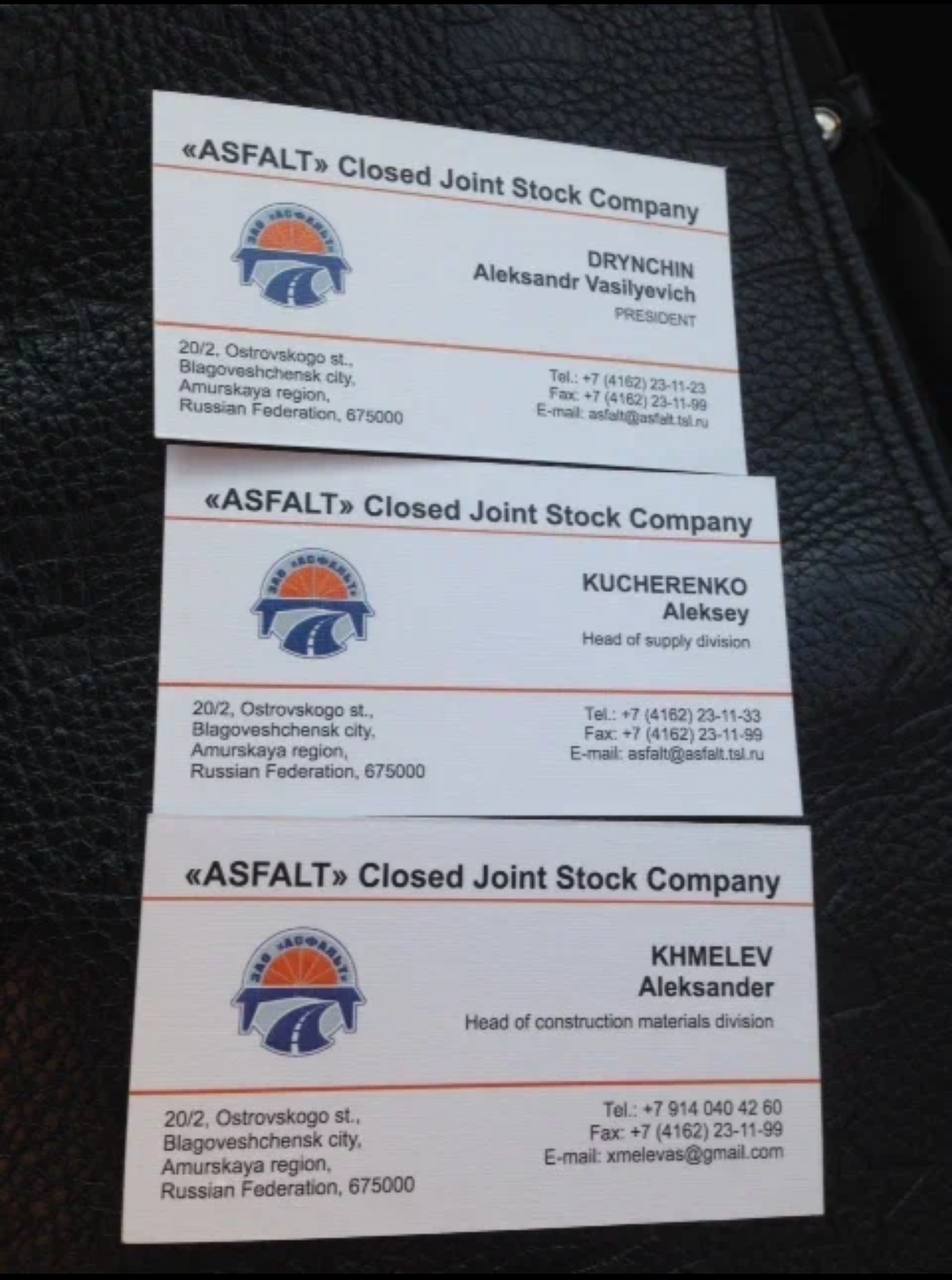 «ASFALT» Closed Joint Stock Company
ЗАО «АСФАЛЬТ»
DRYNCHIN
Aleksandr Vasilyevich
PRESIDENT
20/2, Ostrovskogo st.,
Blagoveshchensk city,
Amurskaya region,
Russian Federation, 675000
Tel.: +7 (4162) 23-11-23
Fax: +7 (4162) 23-11-99
E-mail: asfalt@asfalt.tsl.ru
«ASFALT» Closed Joint Stock Company
ЗАО «АСФАЛЬТ»
KUCHERENKO
Aleksey
Head of supply division
20/2, Ostrovskogo st.,
Blagoveshchensk city,
Amurskaya region,
Russian Federation, 675000
Tel.: +7 (4162) 23-11-33
Fax: +7 (4162) 23-11-99
E-mail: asfalt@asfalt.tsl.ru
«ASFALT» Closed Joint Stock Company
ЗАО «АСФАЛЬТ»
KHMELEV
Aleksander
Head of construction materials division
20/2, Ostrovskogo st.,
Blagoveshchensk city,
Amurskaya region,
Russian Federation, 675000
Tel.: +7 914 040 42 60
Fax: +7 (4162) 23-11-99
E-mail: xmelevas@gmail.com